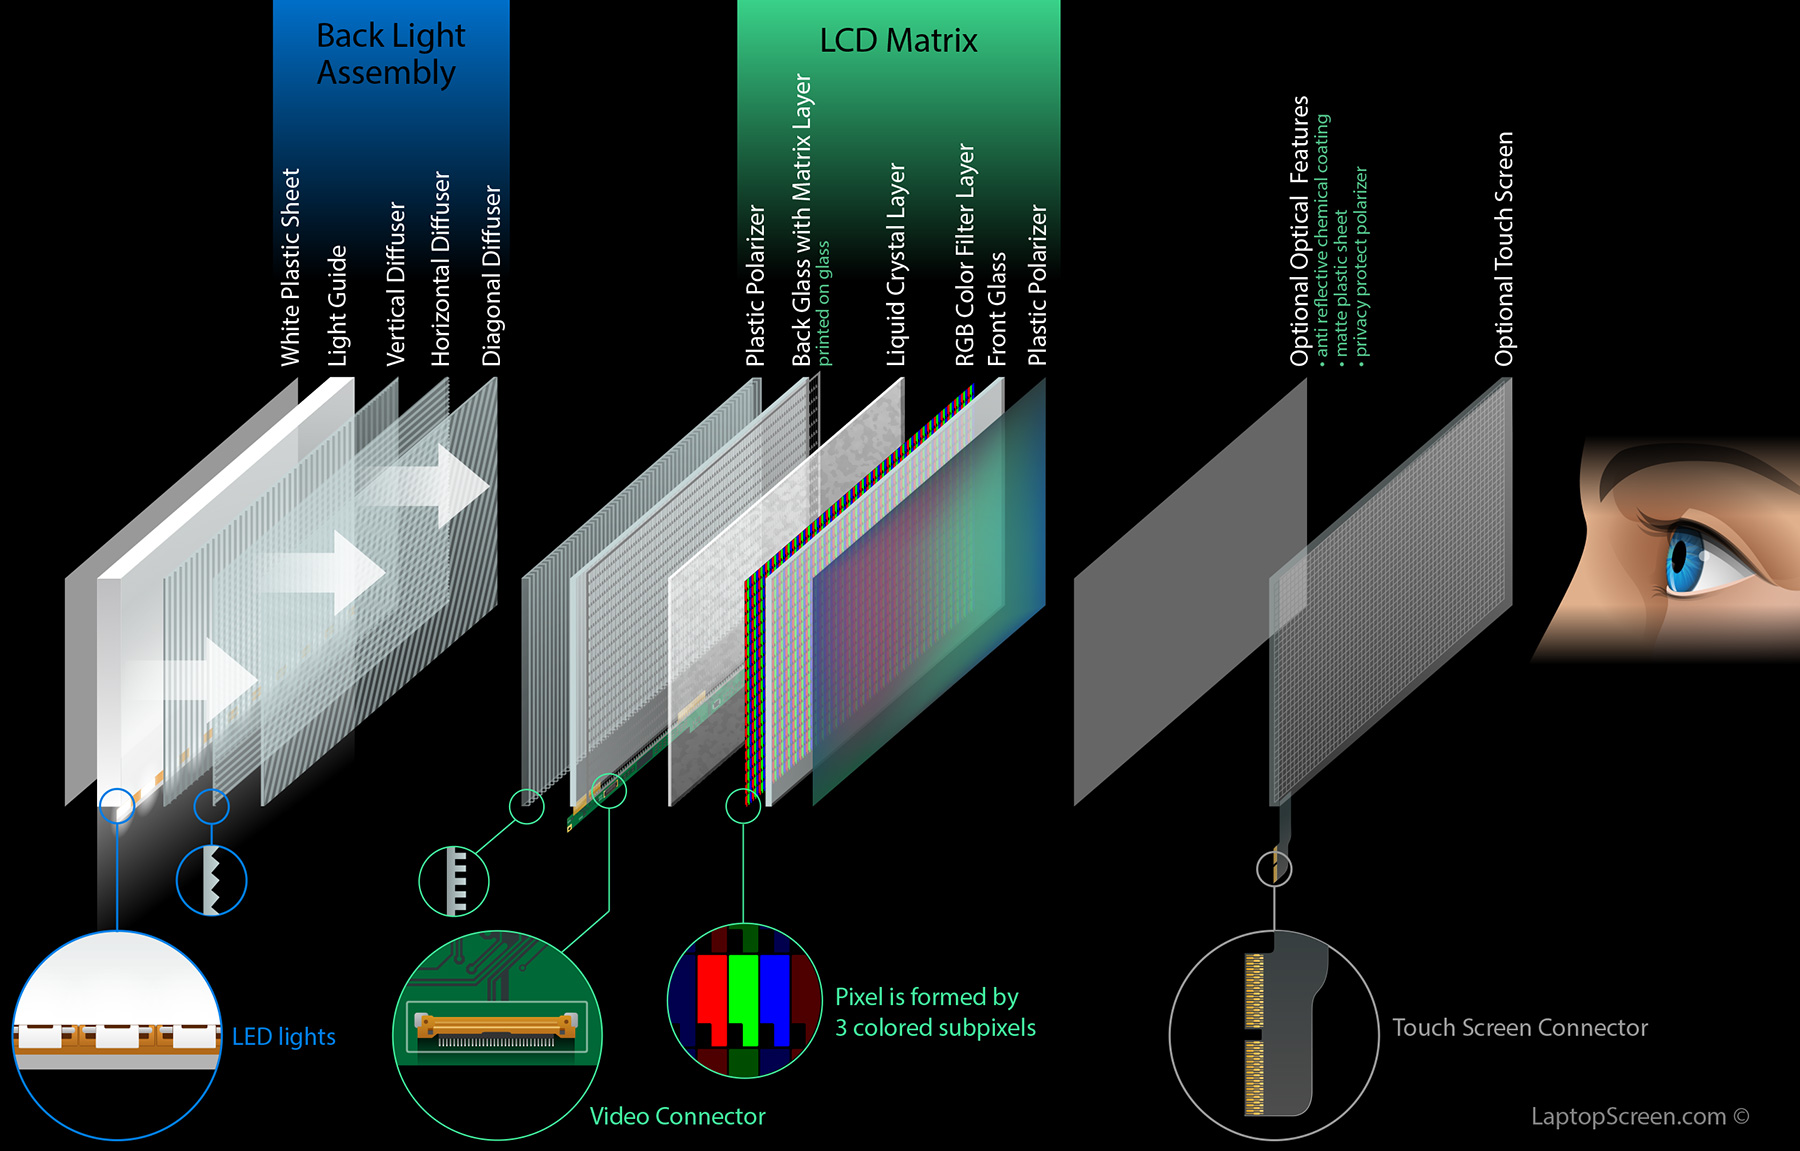 Back Light
Assembly
LCD Matrix
White Plastic Sheet
Light Guide
Vertical Diffuser
Horizontal Diffuser
Diagonal Diffuser
Plastic Polarizer
Back Glass with Matrix Layer
printed on glass
Liquid Crystal Layer
RGB Color Filter Layer
Front Glass
Plastic Polarizer
Optional Optical Features
• anti reflective chemical coating
• matte plastic sheet
• privacy protect polarizer
Optional Touch Screen
LED lights
Video Connector
Pixel is formed by
3 colored subpixels
Touch Screen Connector
LaptopScreen.com ©